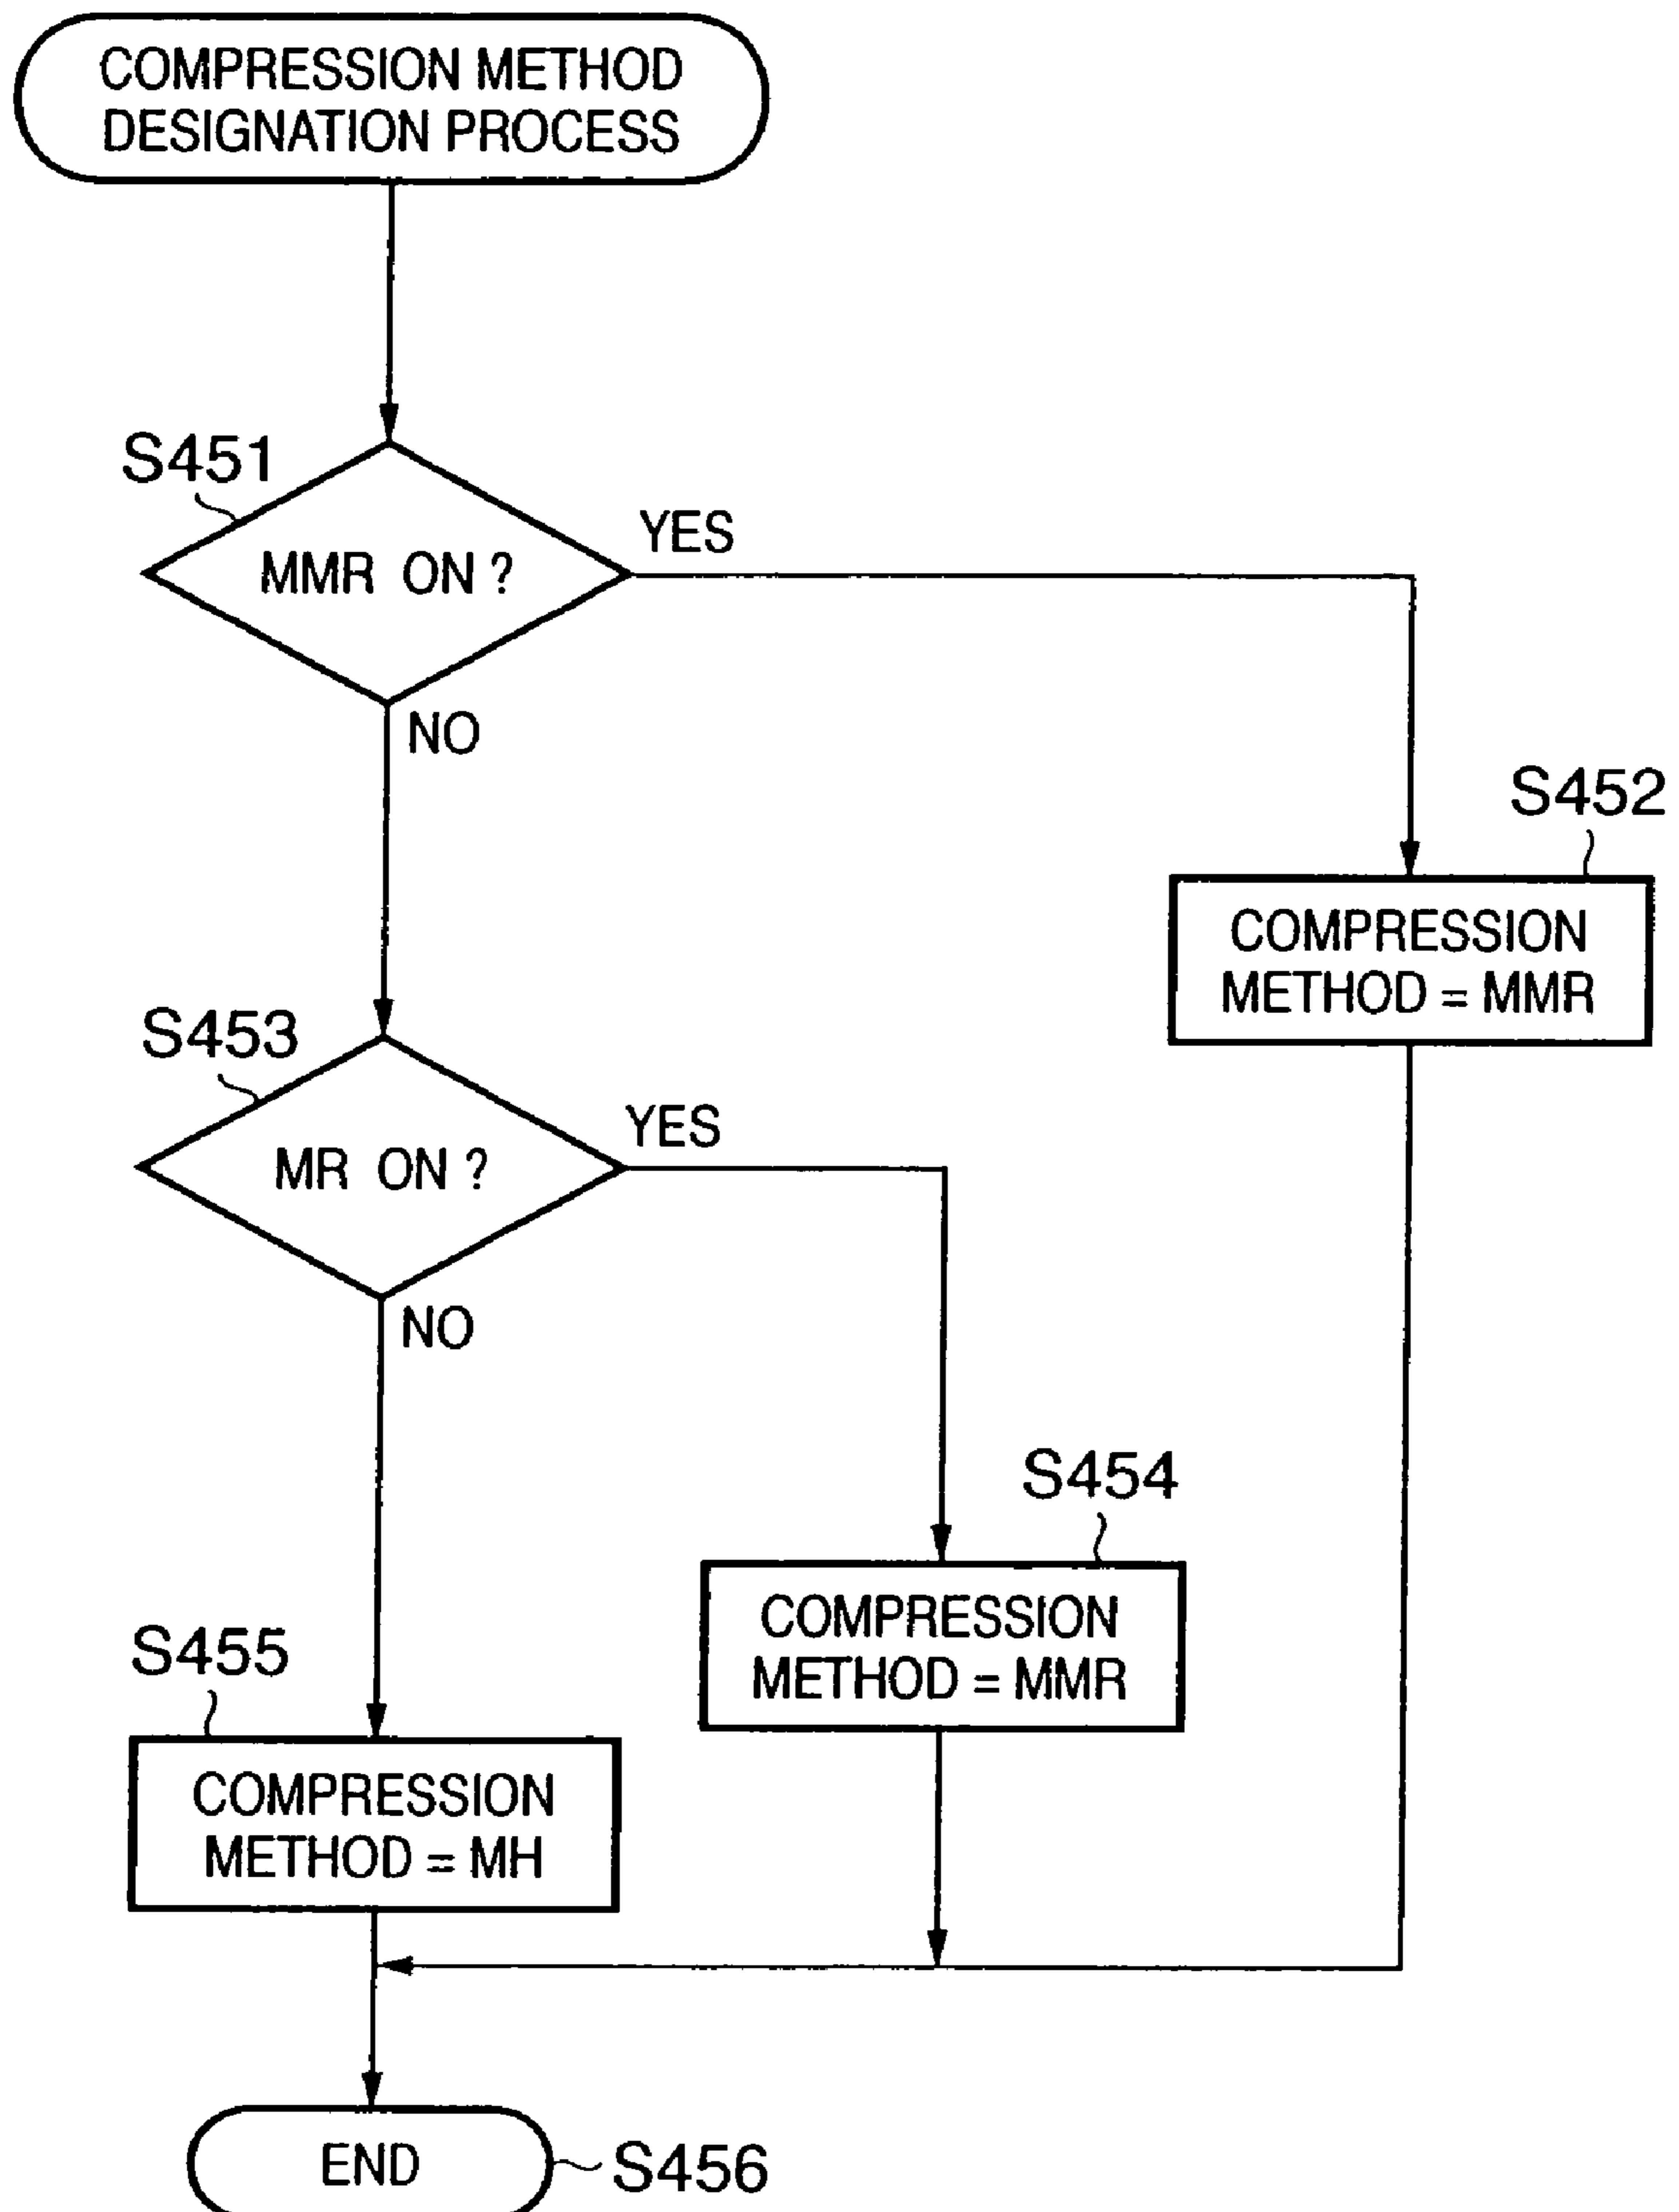 COMPRESSION METHOD
DESIGNATION PROCESS
S451
MMR ON ?
YES
NO
S452
COMPRESSION
METHOD = MMR
S453
MR ON ?
YES
NO
S454
COMPRESSION
METHOD = MMR
S455
COMPRESSION
METHOD = MH
END
S456